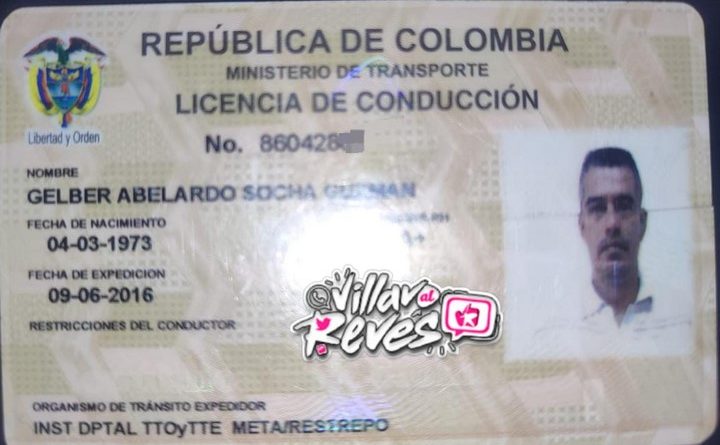 REPÚBLICA DE COLOMBIA
MINISTERIO DE TRANSPORTE
LICENCIA DE CONDUCCIÓN
Libertad y Orden
No. 860428
NOMBRE
GELBER ABELARDO SOCHA GUZMAN
FECHA DE NACIMIENTO
04-03-1973
FECHA DE EXPEDICION
09-06-2016
Villavo al Revés
RESTRICCIONES DEL CONDUCTOR
ORGANISMO DE TRÁNSITO EXPEDIDOR
INST DPTAL TTOyTTE META/RESTREPO